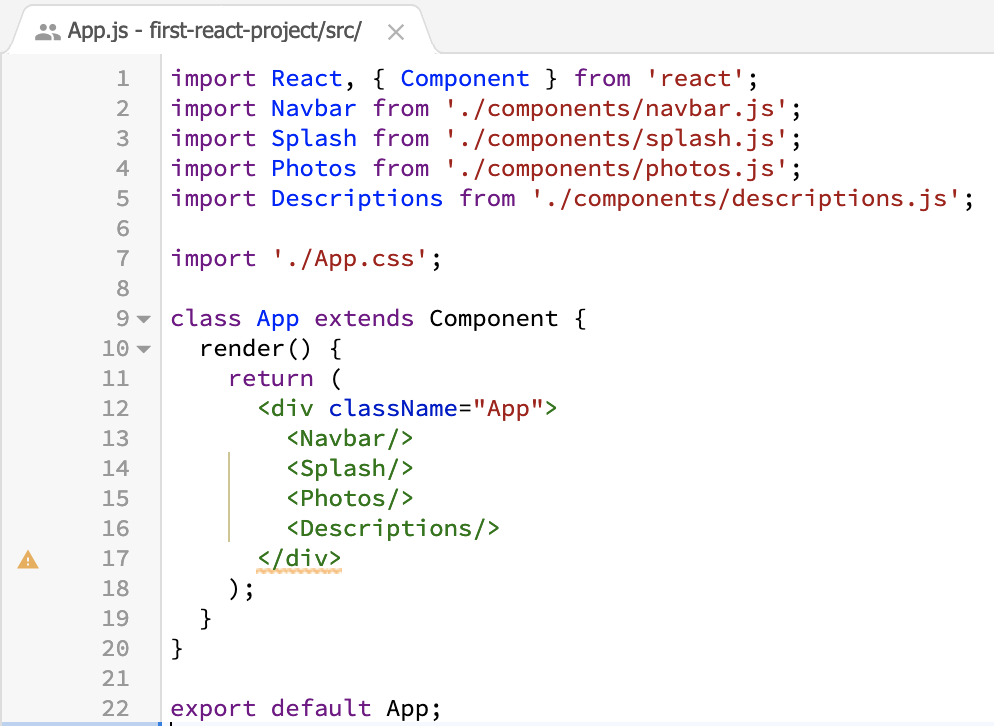 App.js - first-react-project/src/
1 import React, { Component } from 'react';
2 import Navbar from './components/navbar.js';
3 import Splash from './components/splash.js';
4 import Photos from './components/photos.js';
5 import Descriptions from './components/descriptions.js';
6
7 import './App.css';
8
9 class App extends Component {
10   render() {
11     return (
12       <div className="App">
13         <Navbar/>
14         <Splash/>
15         <Photos/>
16         <Descriptions/>
17       </div>
18     );
19   }
20 }
21
22 export default App;